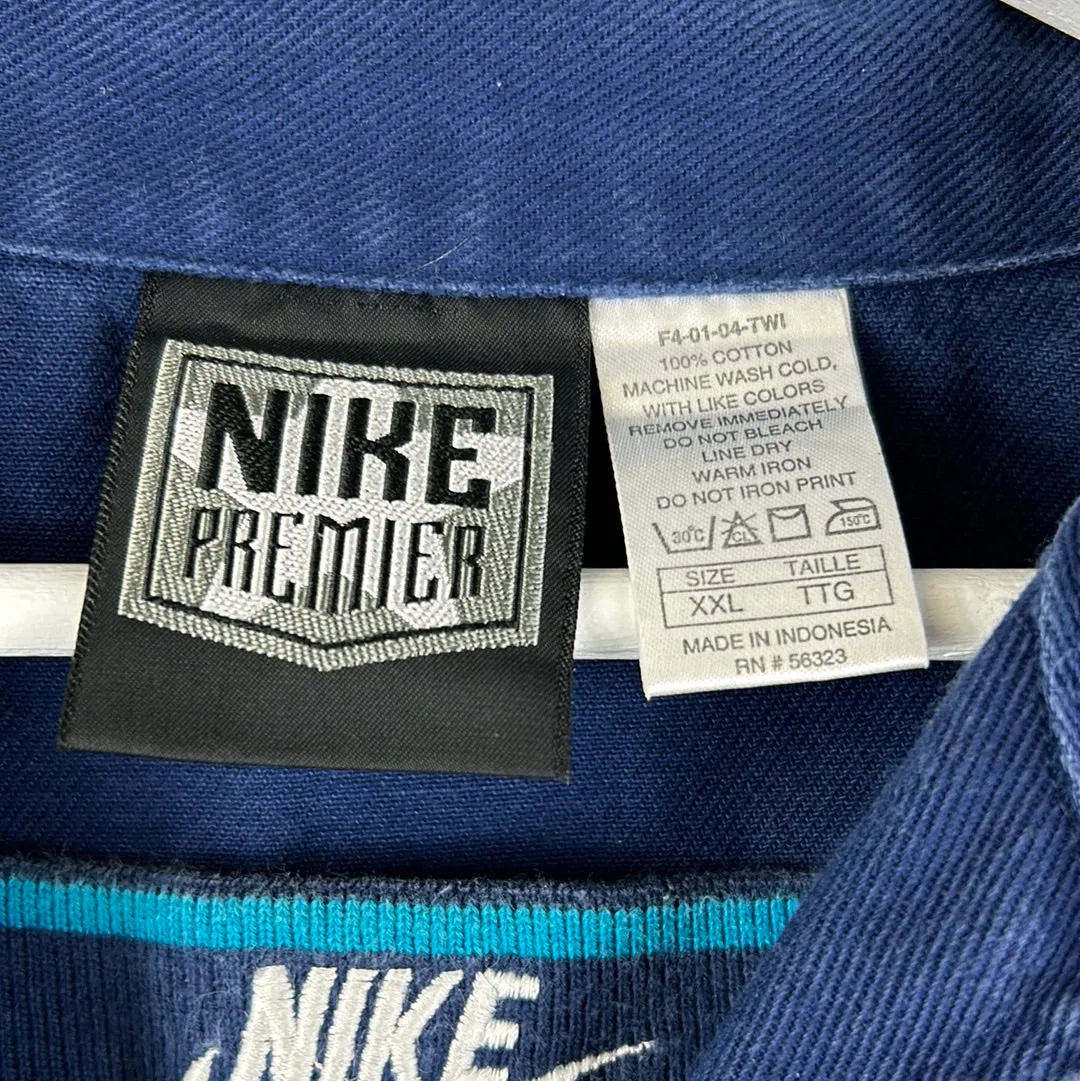 NIKE
PREMIER
F4-01-04-TWI
100% COTTON
MACHINE WASH COLD,
WITH LIKE COLORS
REMOVE IMMEDIATELY
DO NOT BLEACH
LINE DRY
WARM IRON
DO NOT IRON PRINT
30°C CL 150°C
SIZE TAILLE
XXL TTG
MADE IN INDONESIA
RN # 56323
NIKE